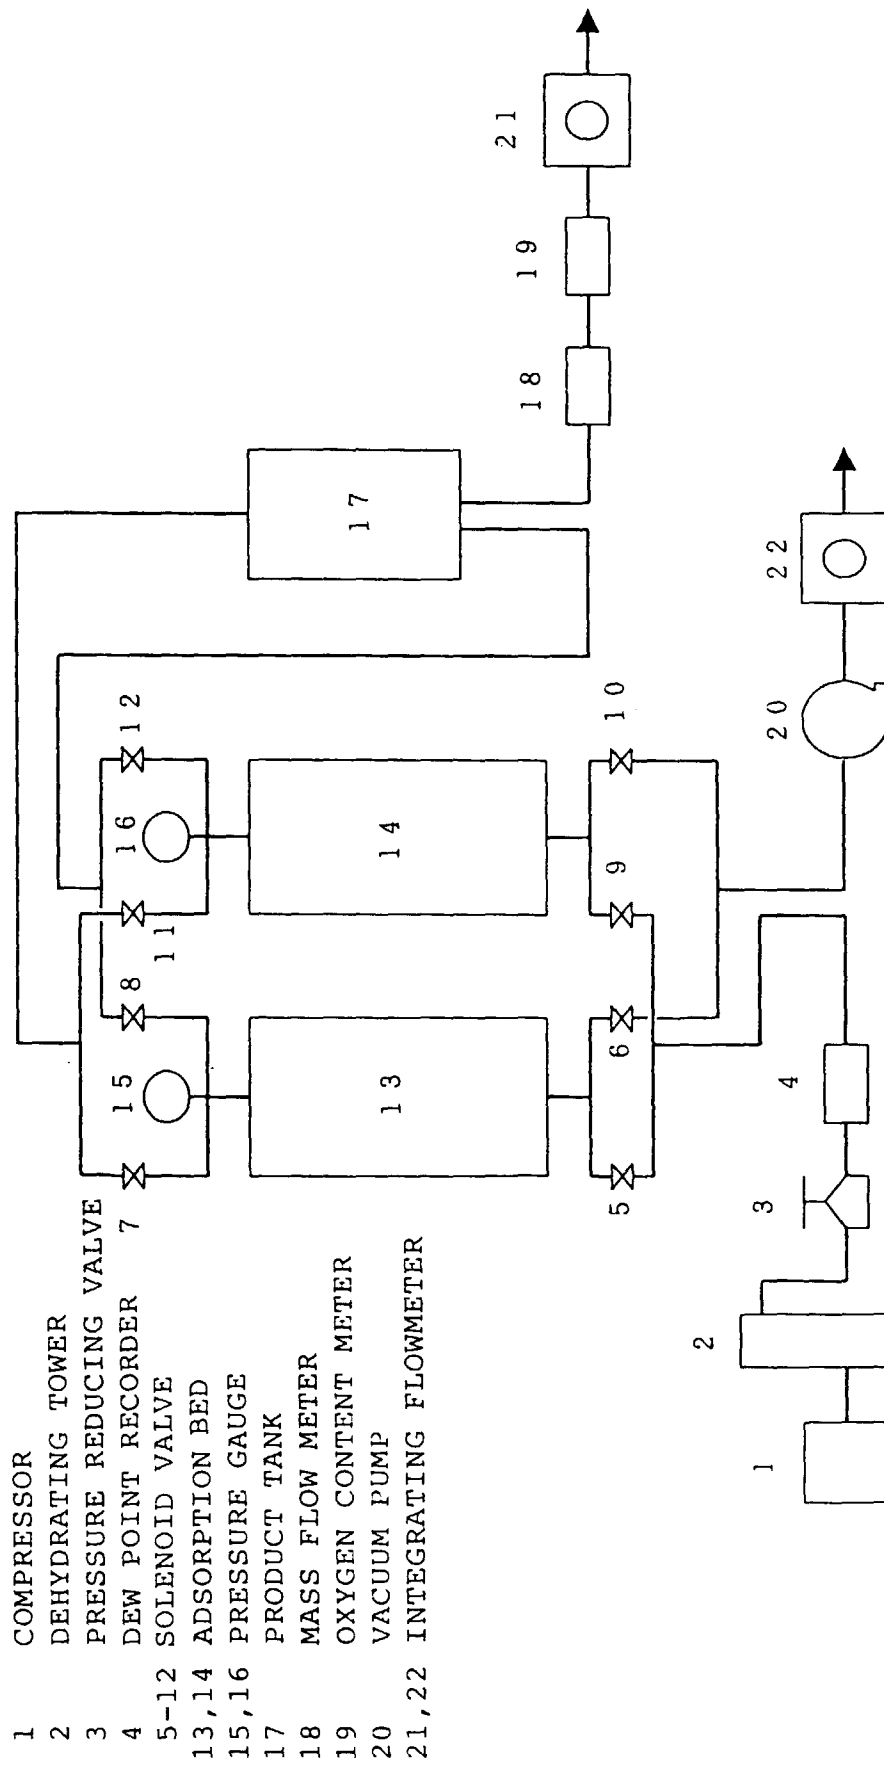 1 COMPRESSOR
2 DEHYDRATING TOWER
3 PRESSURE REDUCING VALVE
4 DEW POINT RECORDER
5-12 SOLENOID VALVE
13,14 ADSORPTION BED
15,16 PRESSURE GAUGE
17 PRODUCT TANK
18 MASS FLOW METER
19 OXYGEN CONTENT METER
20 VACUUM PUMP
21,22 INTEGRATING FLOWMETER
7
15
8
11
16
12
13
14
17
18
19
21
5
6
9
10
1
2
3
4
20
22